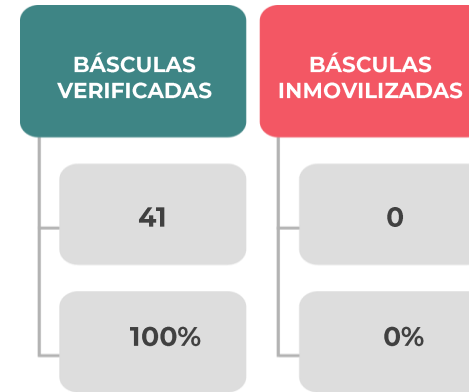 BÁSCULAS
VERIFICADAS
41
100%
BÁSCULAS
INMOVILIZADAS
0
0%